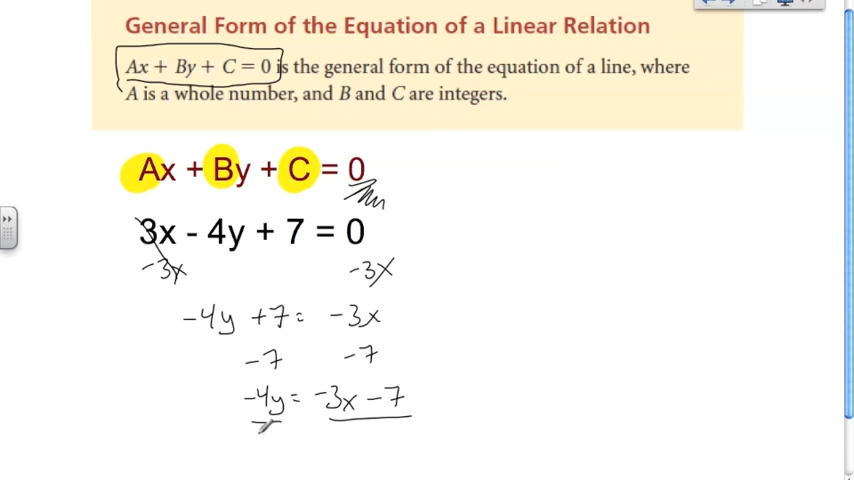 General Form of the Equation of a Linear Relation
Ax + By + C = 0 is the general form of the equation of a line, where
A is a whole number, and B and C are integers.
Ax + By + C = 0
3x - 4y + 7 = 0
-3x -3x
-4y +7 = -3x
-7 -7
-4y = -3x -7